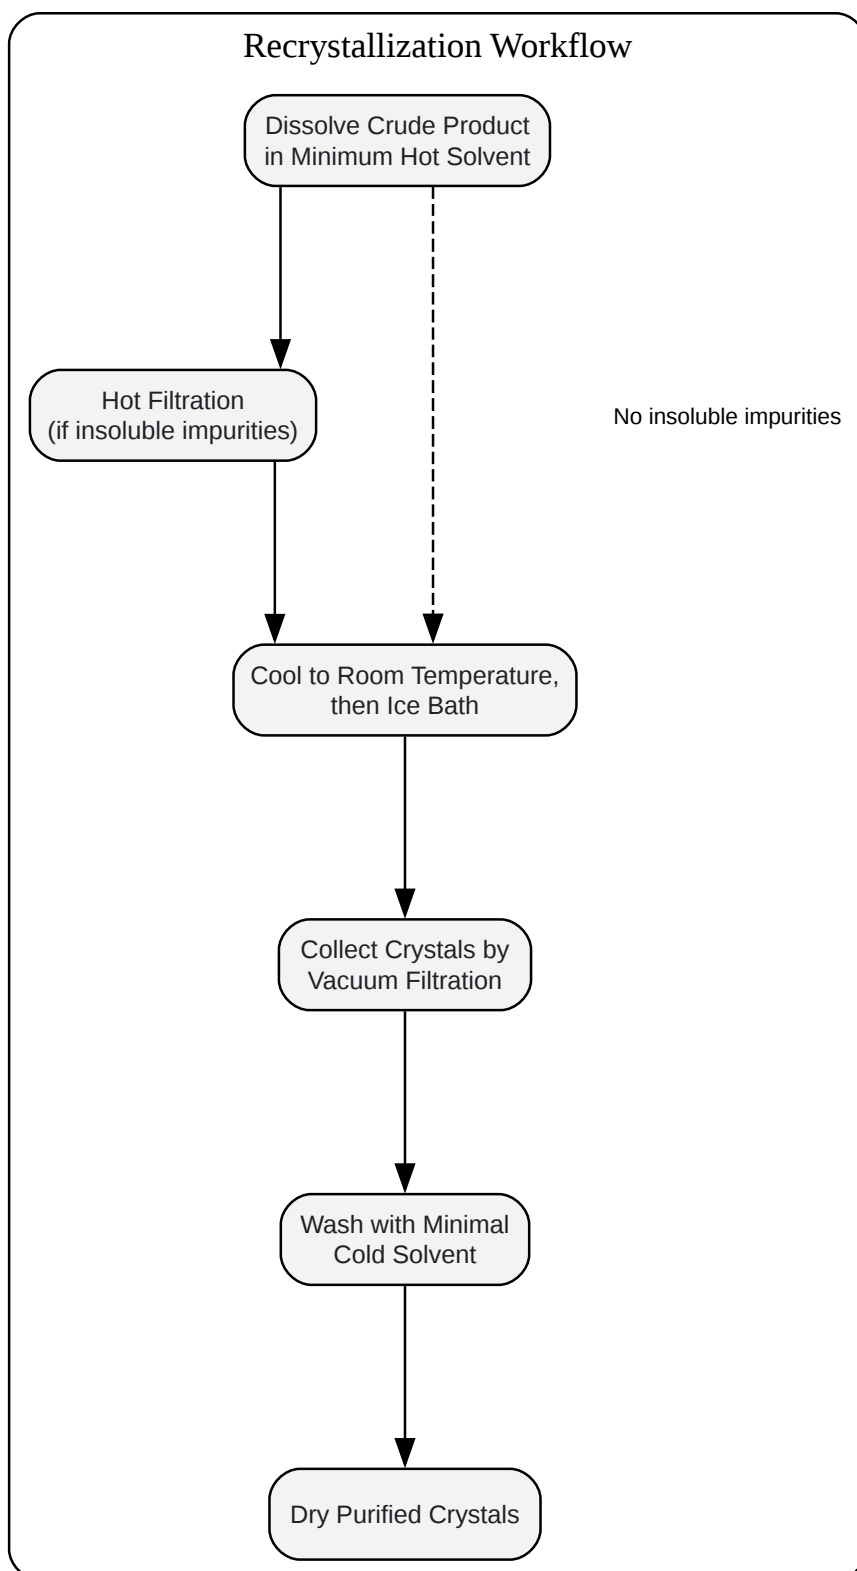 Recrystallization Workflow
Dissolve Crude Product
in Minimum Hot Solvent
Hot Filtration
(if insoluble impurities)
No insoluble impurities
Cool to Room Temperature,
then Ice Bath
Collect Crystals by
Vacuum Filtration
Wash with Minimal
Cold Solvent
Dry Purified Crystals